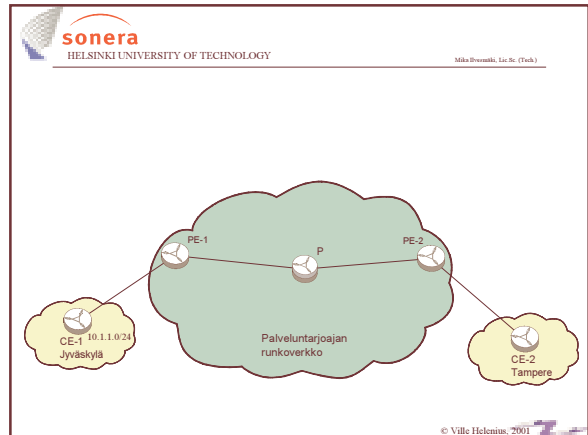 sonera
HELSINKI UNIVERSITY OF TECHNOLOGY
Mika Ilvesmäki, Lic.Sc. (Tech.)
PE-1
P
PE-2
10.1.1.0/24
CE-1
Jyväskylä
Palveluntarjoajan
runkoverkko
CE-2
Tampere
© Ville Helenius, 2001